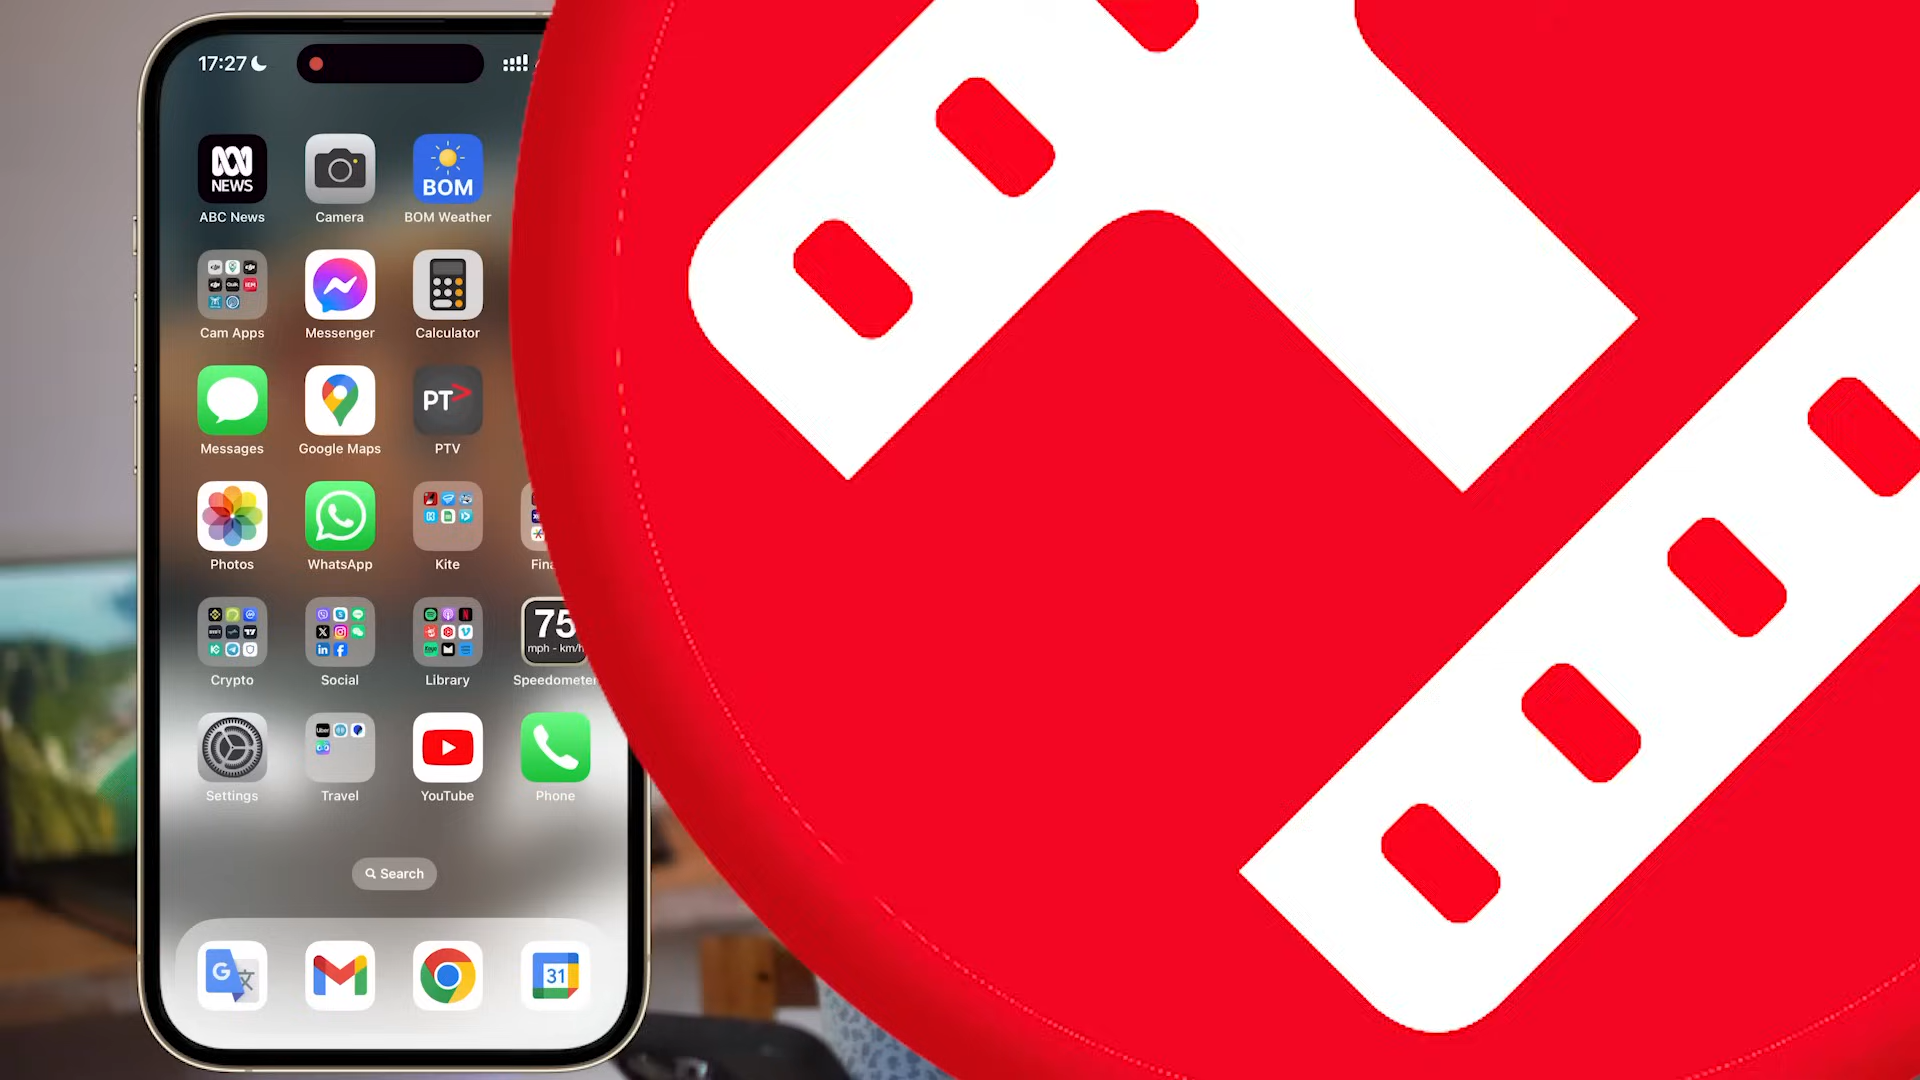 17:27
NEWS
BOM
ABC News
Camera
BOM Weather
Cam Apps
Messenger
Calculator
PT
Messages
Google Maps
PTV
Photos
WhatsApp
Kite
75
mph - km/h
Crypto
Social
Library
Speedometer
Settings
Travel
YouTube
Phone
Search
G 文
31